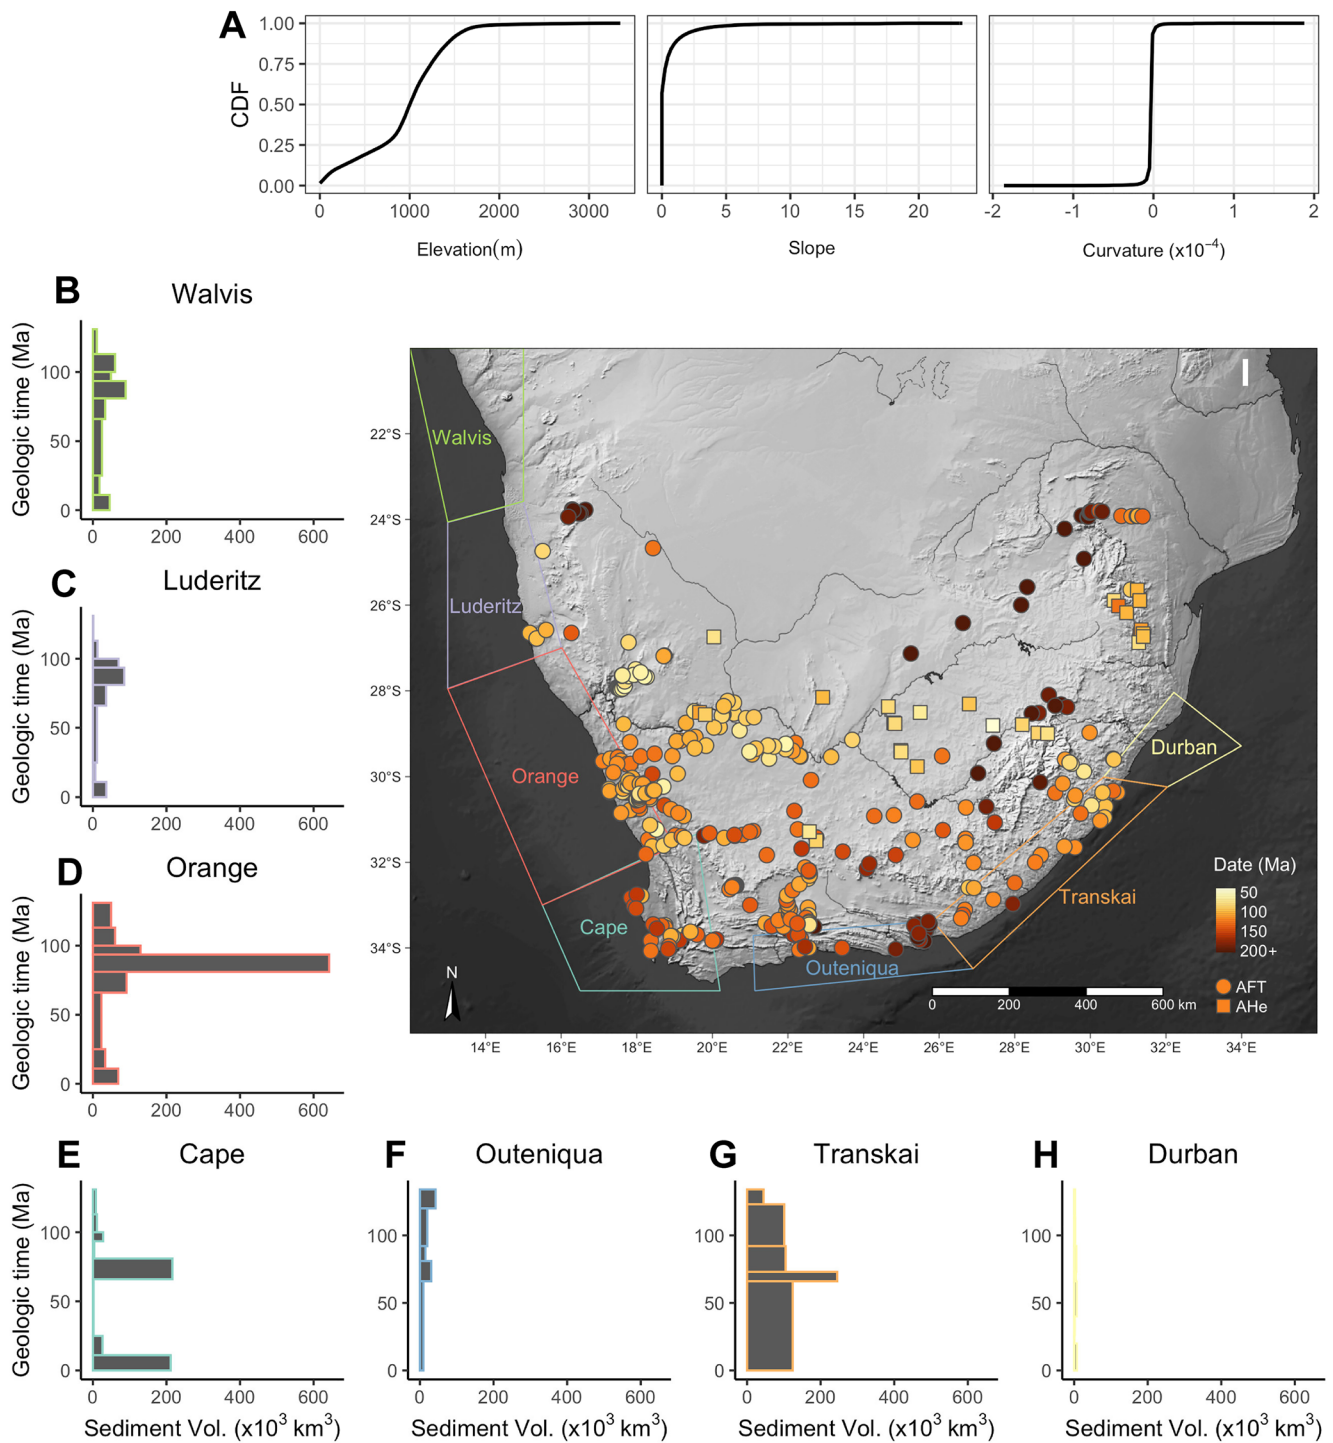 A
CDF
1.00
0.75
0.50
0.25
0.00
0 1000 2000 3000
0 5 10 15 20
-2 -1 0 1 2
Elevation(m)
Slope
Curvature (x10⁻⁴)
B Walvis
Geologic time (Ma)
100
50
0
0 200 400 600
C Luderitz
Geologic time (Ma)
100
50
0
0 200 400 600
D Orange
Geologic time (Ma)
100
50
0
0 200 400 600
I
22°S
24°S
26°S
28°S
30°S
32°S
34°S
Walvis
Luderitz
Orange
Cape
Outeniqua
Transkai
Durban
Date (Ma)
50
100
150
200+
AFT
AHe
N
0 200 400 600 km
14°E 16°E 18°E 20°E 22°E 24°E 26°E 28°E 30°E 32°E 34°E
E Cape
Geologic time (Ma)
100
50
0
0 200 400 600
Sediment Vol. (x10³ km³)
F Outeniqua
100
50
0
0 200 400 600
Sediment Vol. (x10³ km³)
G Transkai
100
50
0
0 200 400 600
Sediment Vol. (x10³ km³)
H Durban
100
50
0
0 200 400 600
Sediment Vol. (x10³ km³)